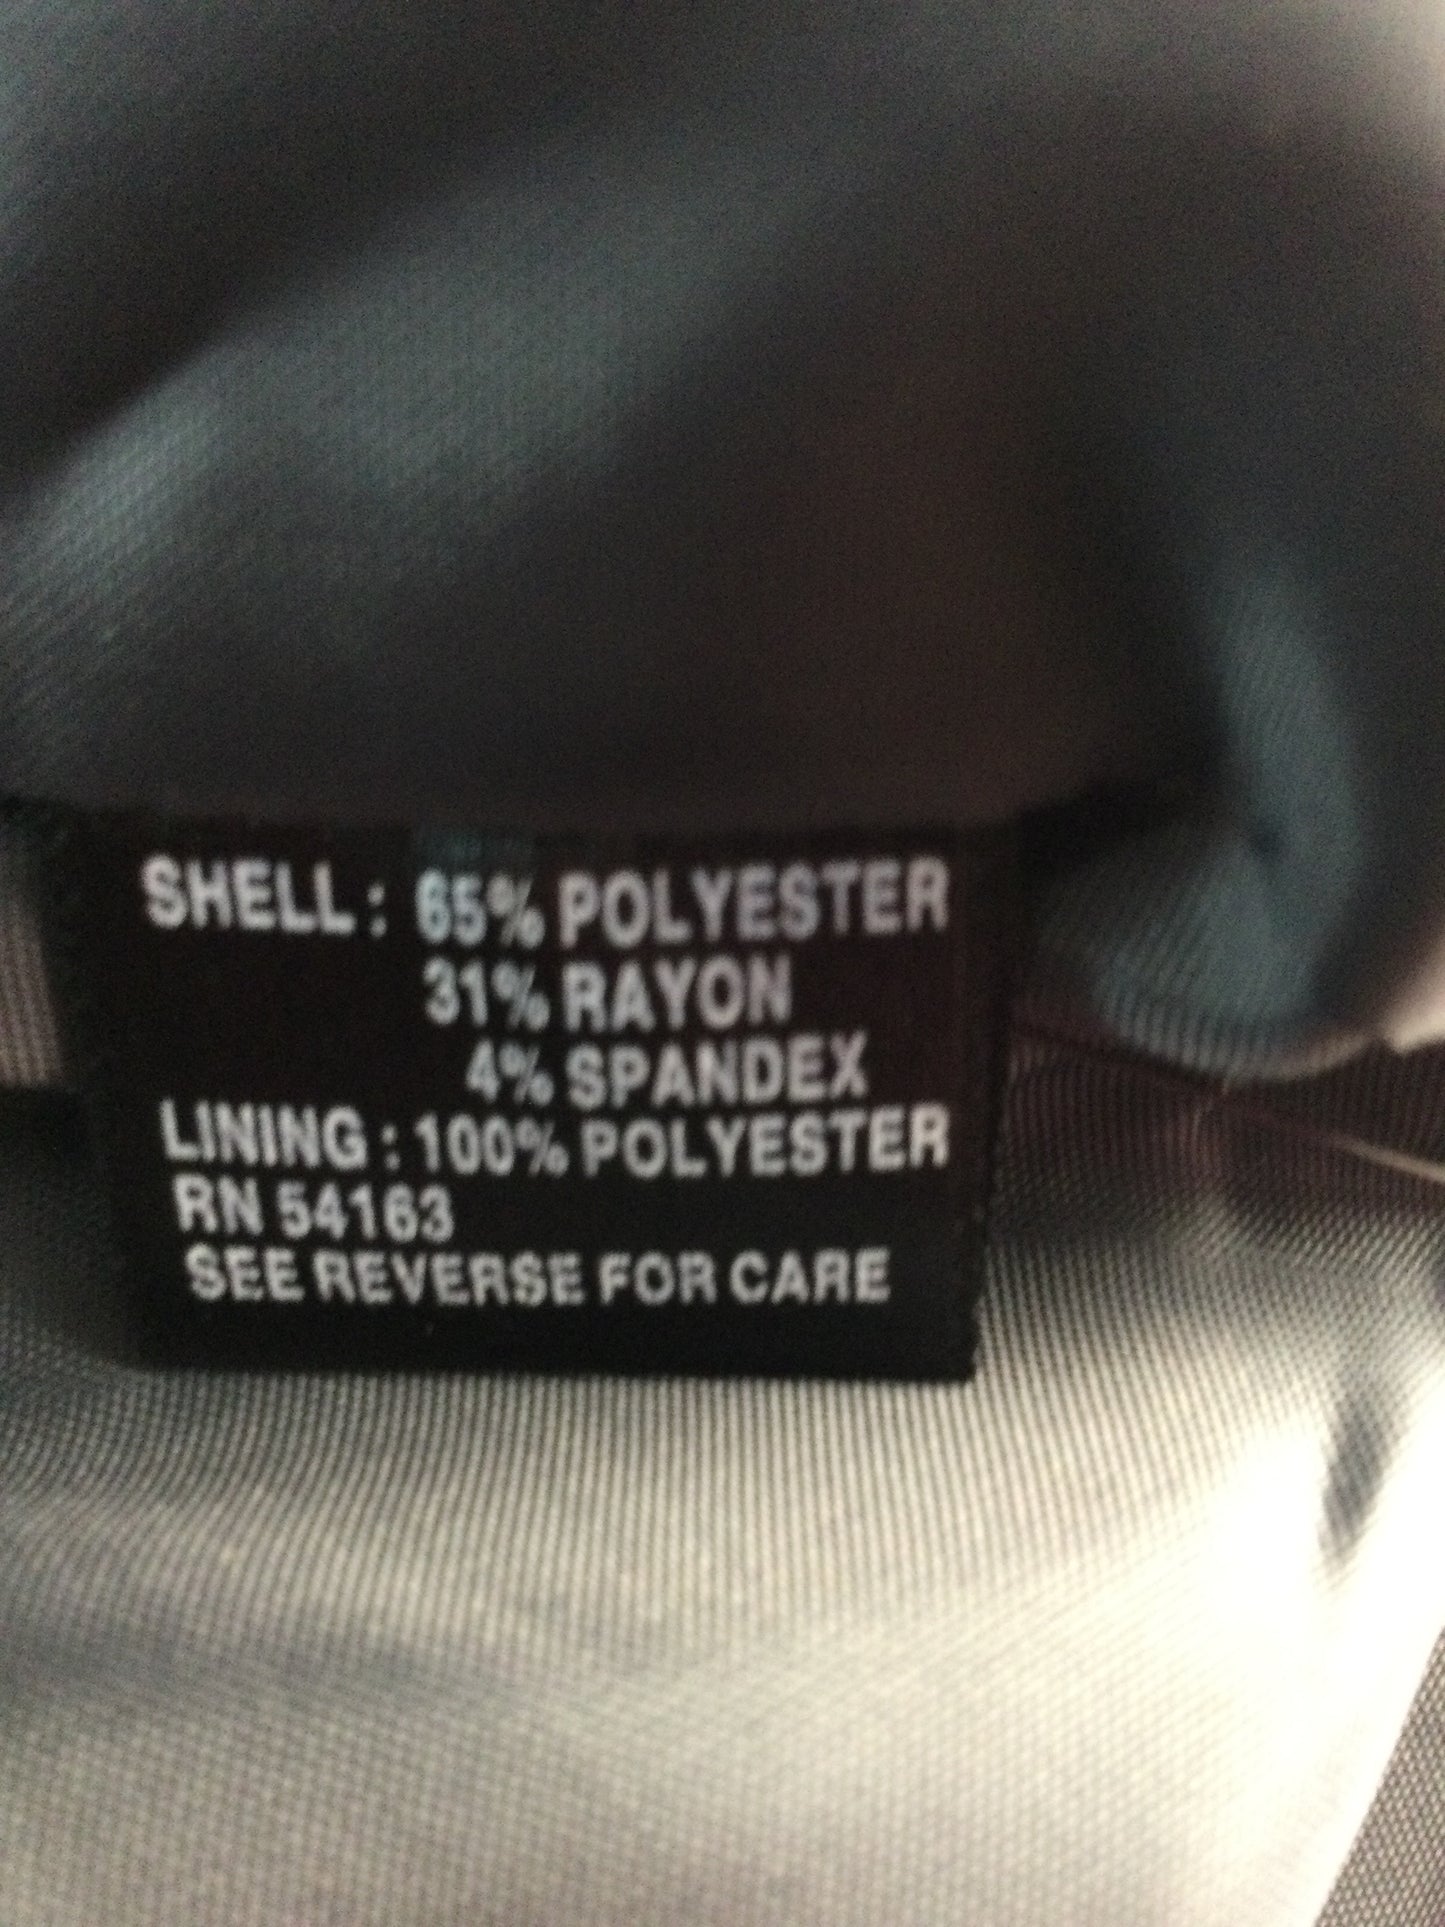 SHELL : 65% POLYESTER
31% RAYON
4% SPANDEX
LINING : 100% POLYESTER
RN 54163
SEE REVERSE FOR CARE